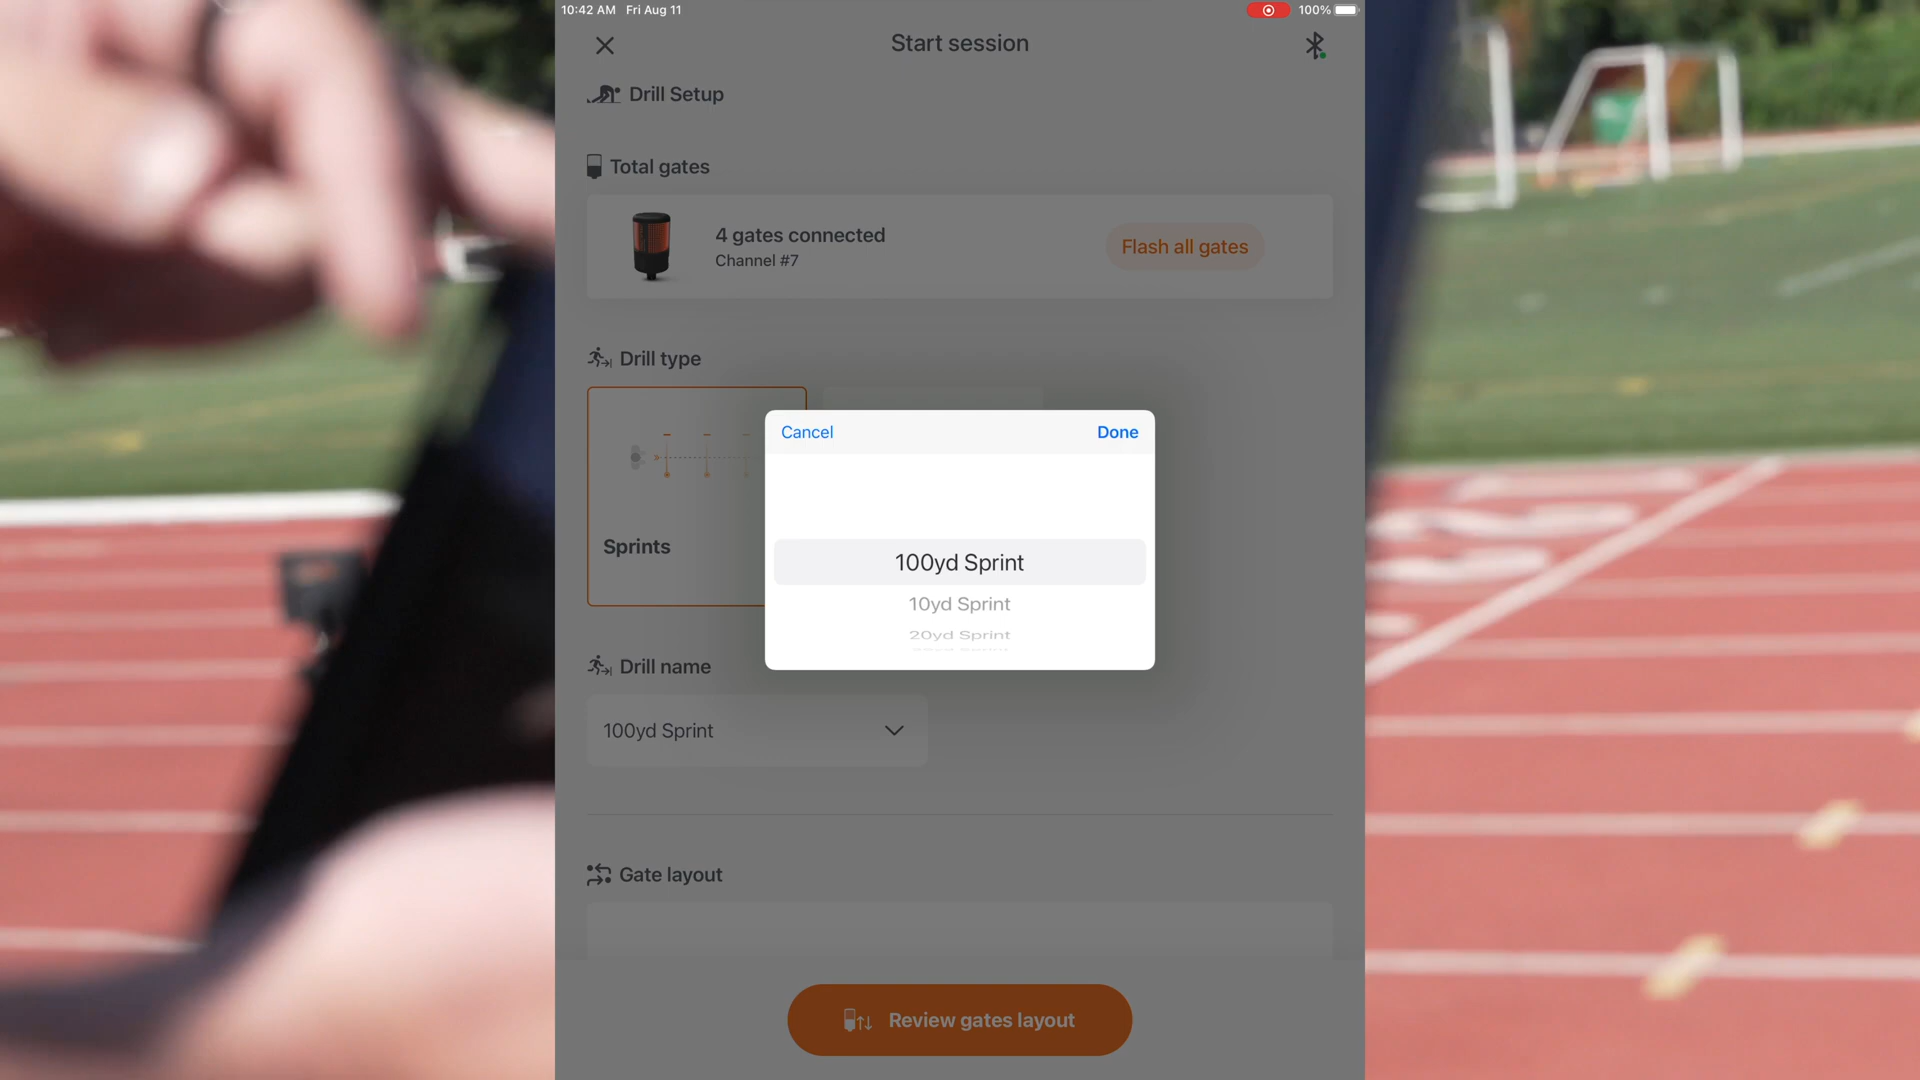 10:42 AM Fri Aug 11
100%
Start session
Drill Setup
Total gates
4 gates connected
Channel #7
Flash all gates
Drill type
Cancel
Done
100yd Sprint
10yd Sprint
20yd Sprint
Sprints
Drill name
100yd Sprint
Gate layout
Review gates layout